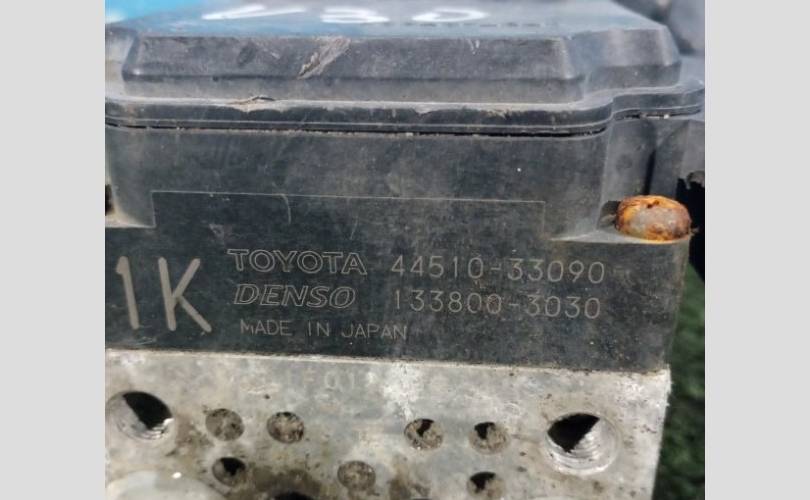 1K
TOYOTA 44510-33090
DENSO 133800-3030
MADE IN JAPAN